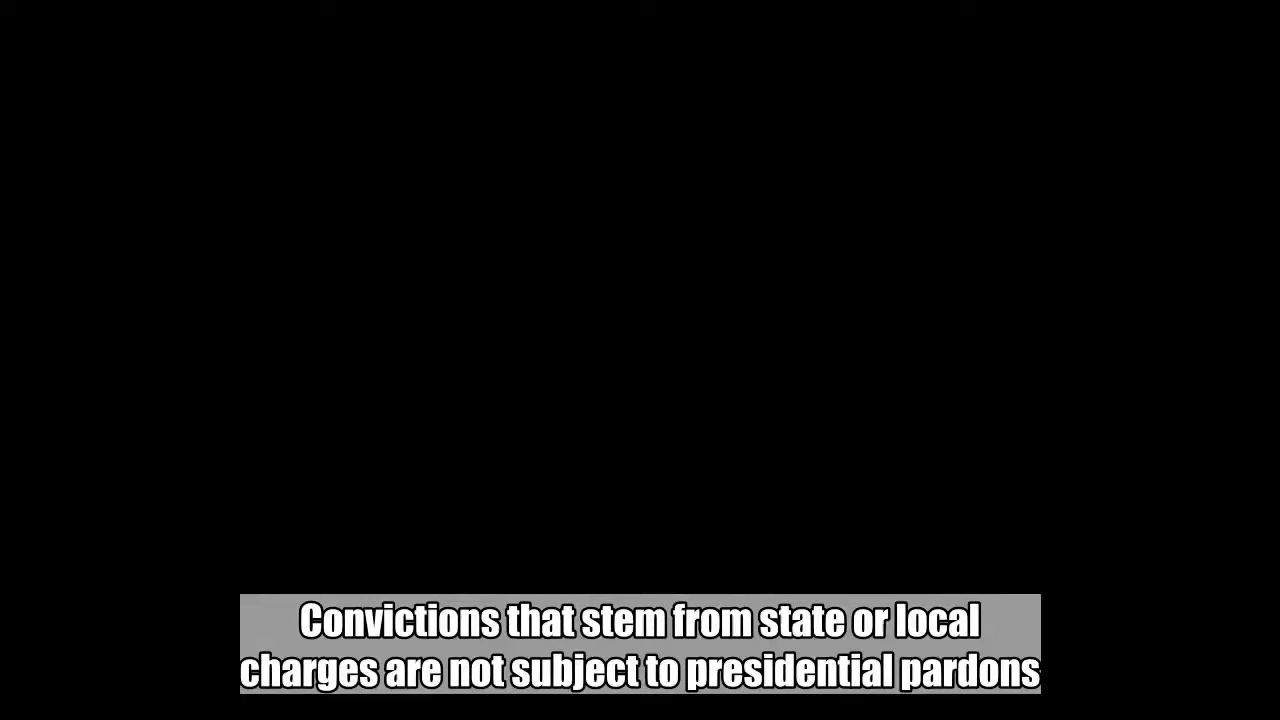 Convictions that stem from state or local
charges are not subject to presidential pardons